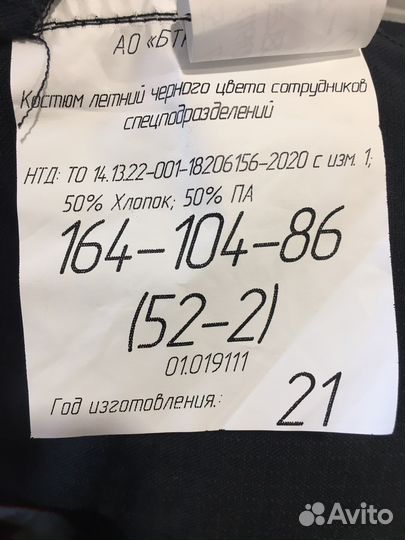 АО «БТК
Костюм летний черного цвета сотрудников
спецподразделений
НТД: ТО 14.13.22-001-18206156-2020 с изм. 1;
50% Хлопок; 50% ПА
164-104-86
(52-2)
01.019111
Год изготовления.: 21
Avito